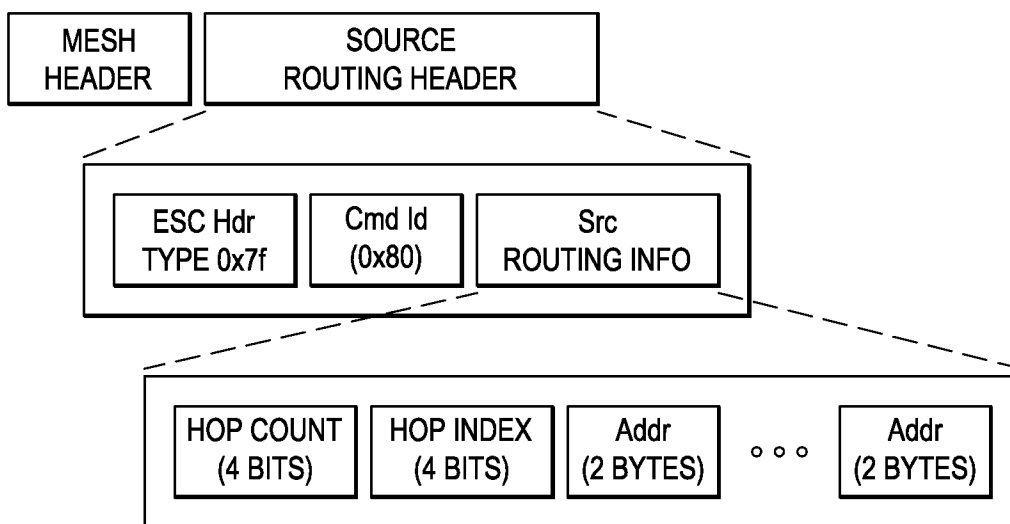 MESH
HEADER
SOURCE
ROUTING HEADER
ESC Hdr
TYPE 0x7f
Cmd Id
(0x80)
Src
ROUTING INFO
HOP COUNT
(4 BITS)
HOP INDEX
(4 BITS)
Addr
(2 BYTES)
Addr
(2 BYTES)